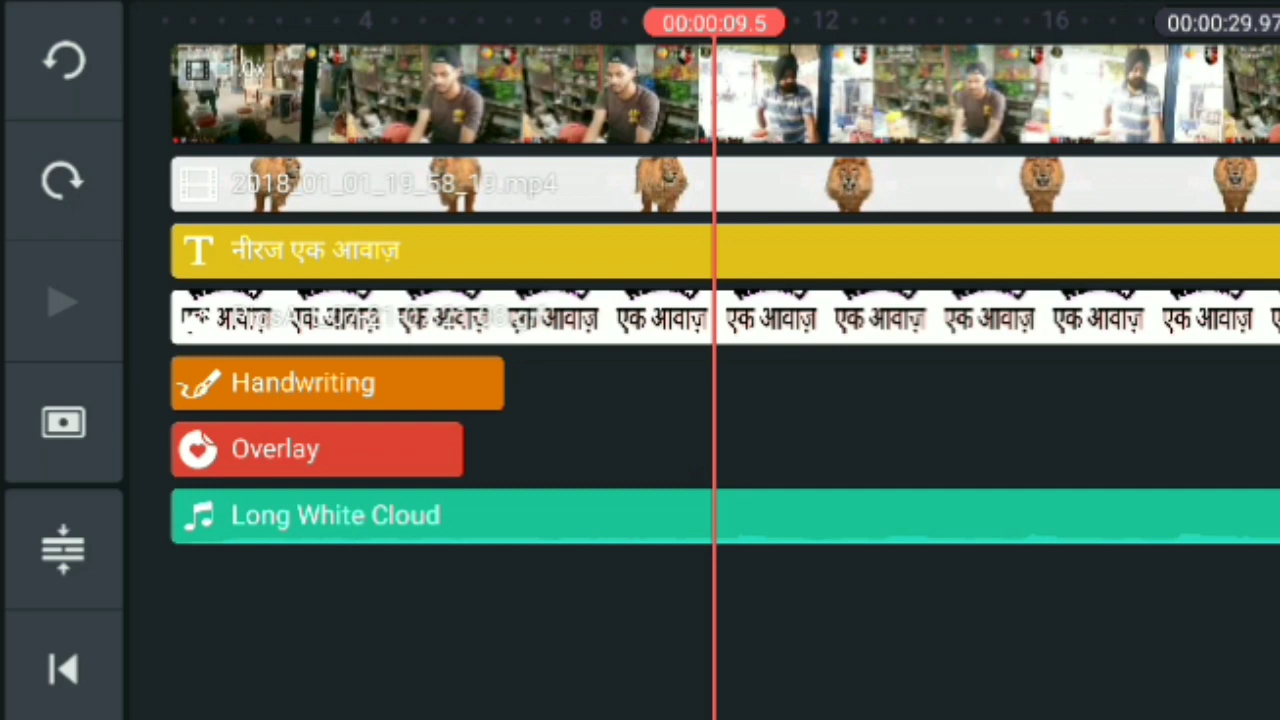 4 8 00:00:09.5 12 16 00:00:29.97
1.0x
2018_01_01_19_58_19.mp4
नीरज एक आवाज़
एक आवाज़ एक आवाज़ एक आवाज़ एक आवाज़ एक आवाज़ एक आवाज़ एक आवाज़ एक आवाज़ एक आवाज़ एक आवाज़
Handwriting
Overlay
Long White Cloud